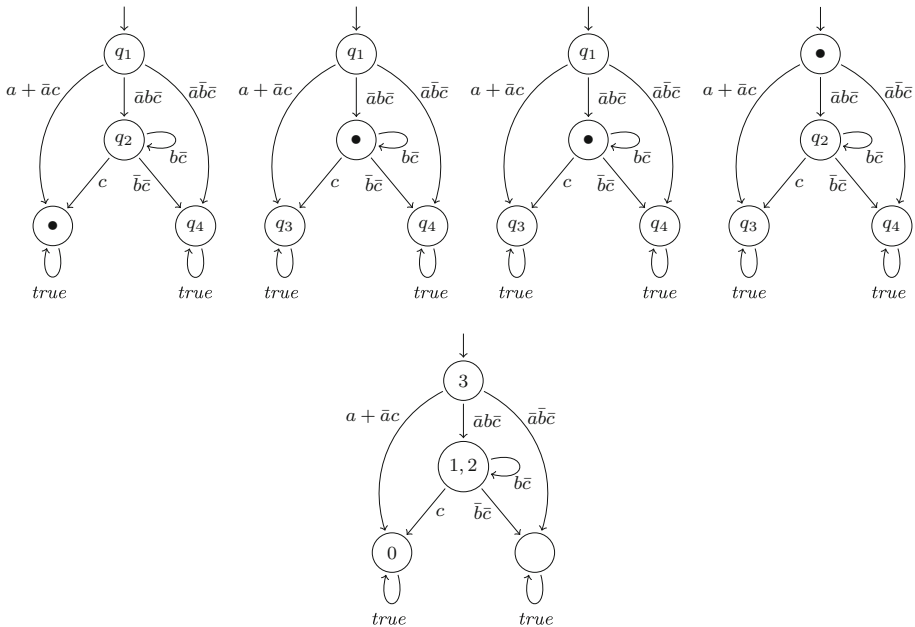 q₁
a + āc
āb̄c̄
ābc̄
q₂
bc̄
c
b̄c̄
•
q₄
true
true
q₁
a + āc
āb̄c̄
ābc̄
•
bc̄
c
b̄c̄
q₃
q₄
true
true
q₁
a + āc
āb̄c̄
ābc̄
•
bc̄
c
b̄c̄
q₃
q₄
true
true
•
a + āc
āb̄c̄
ābc̄
q₂
bc̄
c
b̄c̄
q₃
q₄
true
true
3
a + āc
āb̄c̄
ābc̄
1, 2
bc̄
c
b̄c̄
0
true
true